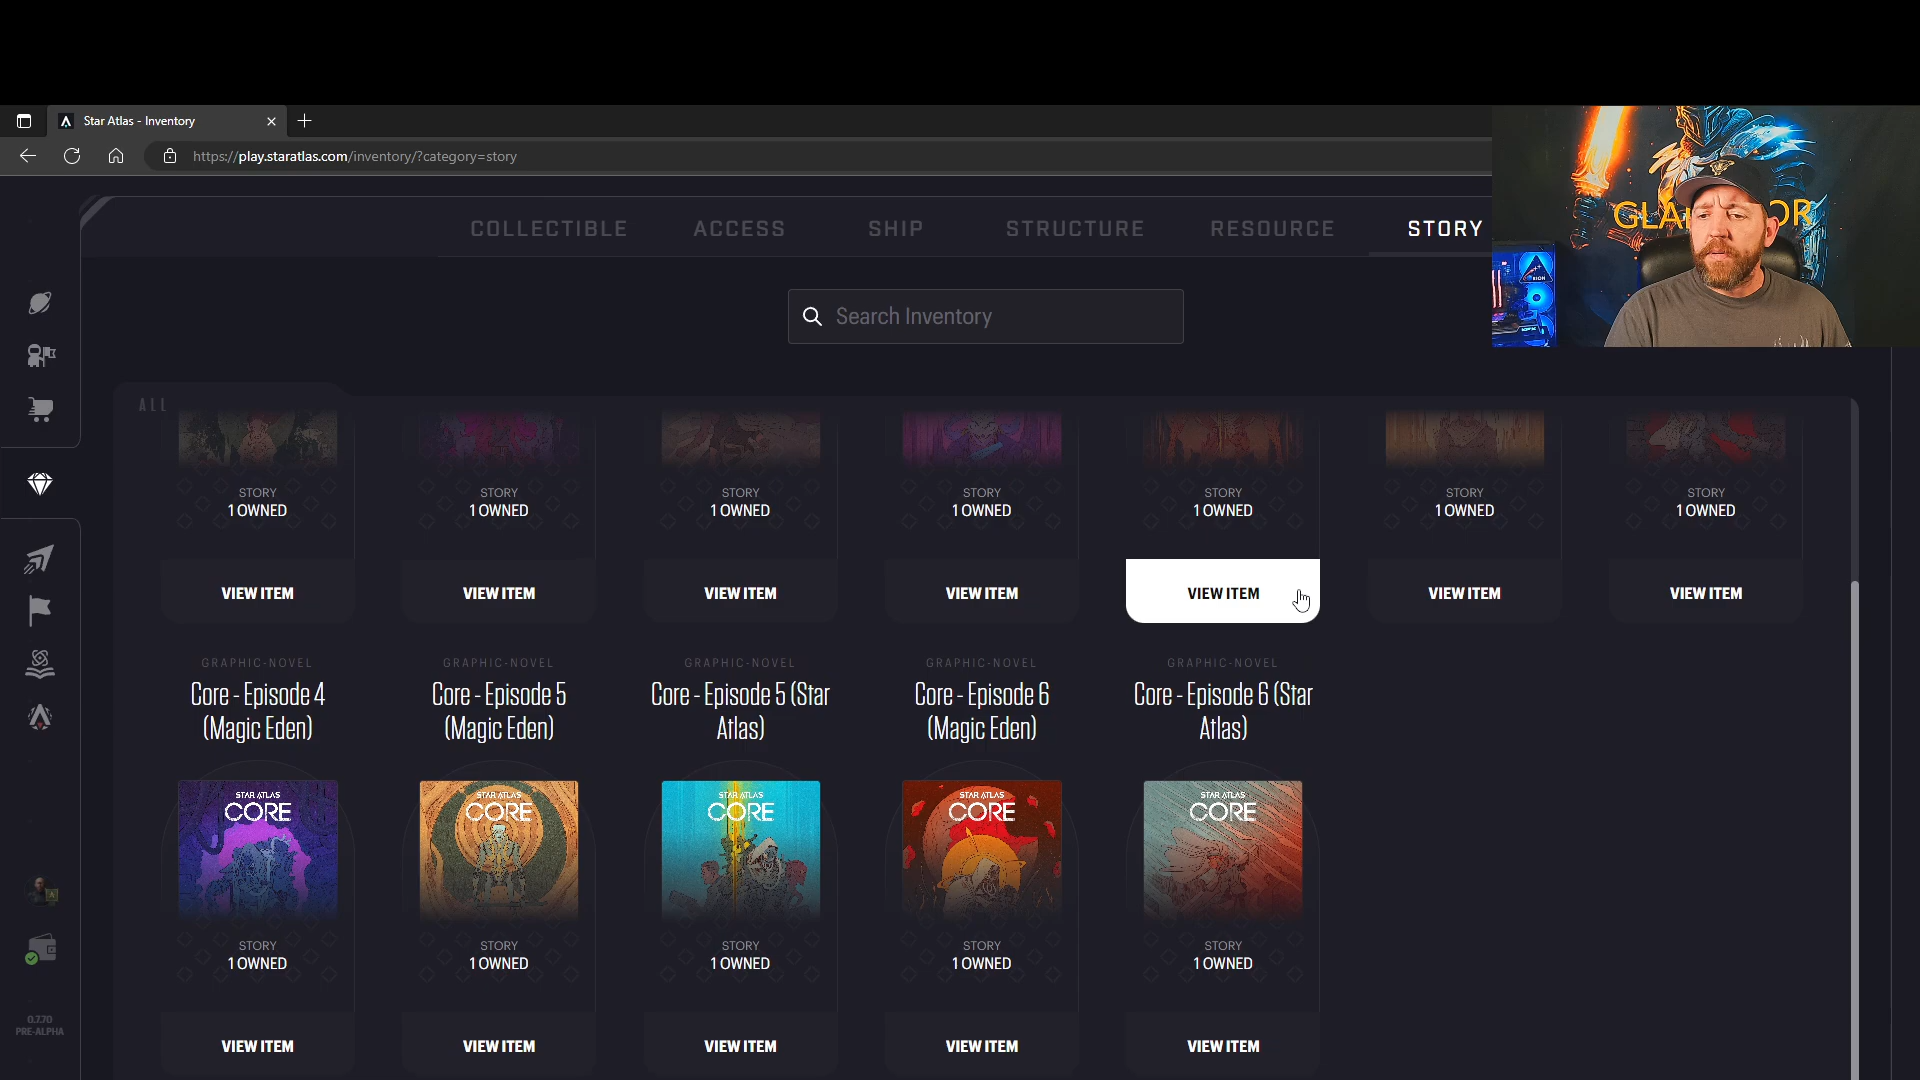 Star Atlas - Inventory
https://play.staratlas.com/inventory/?category=story
COLLECTIBLE ACCESS SHIP STRUCTURE RESOURCE STORY
Search Inventory
ALL
STORY STORY STORY STORY STORY STORY STORY
1 OWNED 1 OWNED 1 OWNED 1 OWNED 1 OWNED 1 OWNED 1 OWNED
VIEW ITEM VIEW ITEM VIEW ITEM VIEW ITEM VIEW ITEM VIEW ITEM VIEW ITEM
GRAPHIC-NOVEL GRAPHIC-NOVEL GRAPHIC-NOVEL GRAPHIC-NOVEL GRAPHIC-NOVEL
Core - Episode 4 Core - Episode 5 Core - Episode 5 (Star Core - Episode 6 Core - Episode 6 (Star
(Magic Eden) (Magic Eden) Atlas) (Magic Eden) Atlas)
STAR ATLAS STAR ATLAS STAR ATLAS STAR ATLAS STAR ATLAS
CORE CORE CORE CORE CORE
STORY STORY STORY STORY STORY
1 OWNED 1 OWNED 1 OWNED 1 OWNED 1 OWNED
0.7.70
PRE-ALPHA
VIEW ITEM VIEW ITEM VIEW ITEM VIEW ITEM VIEW ITEM